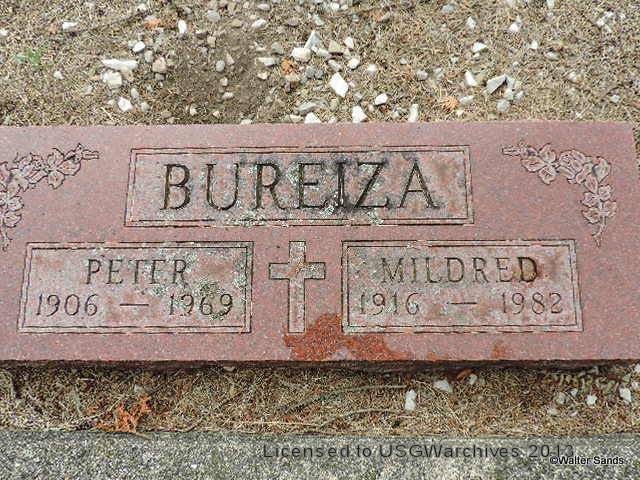 BUREIZA
PETER
1906 — 1969
MILDRED
1916 — 1982
Licensed to USGWarchives 2013
©Walter Sands